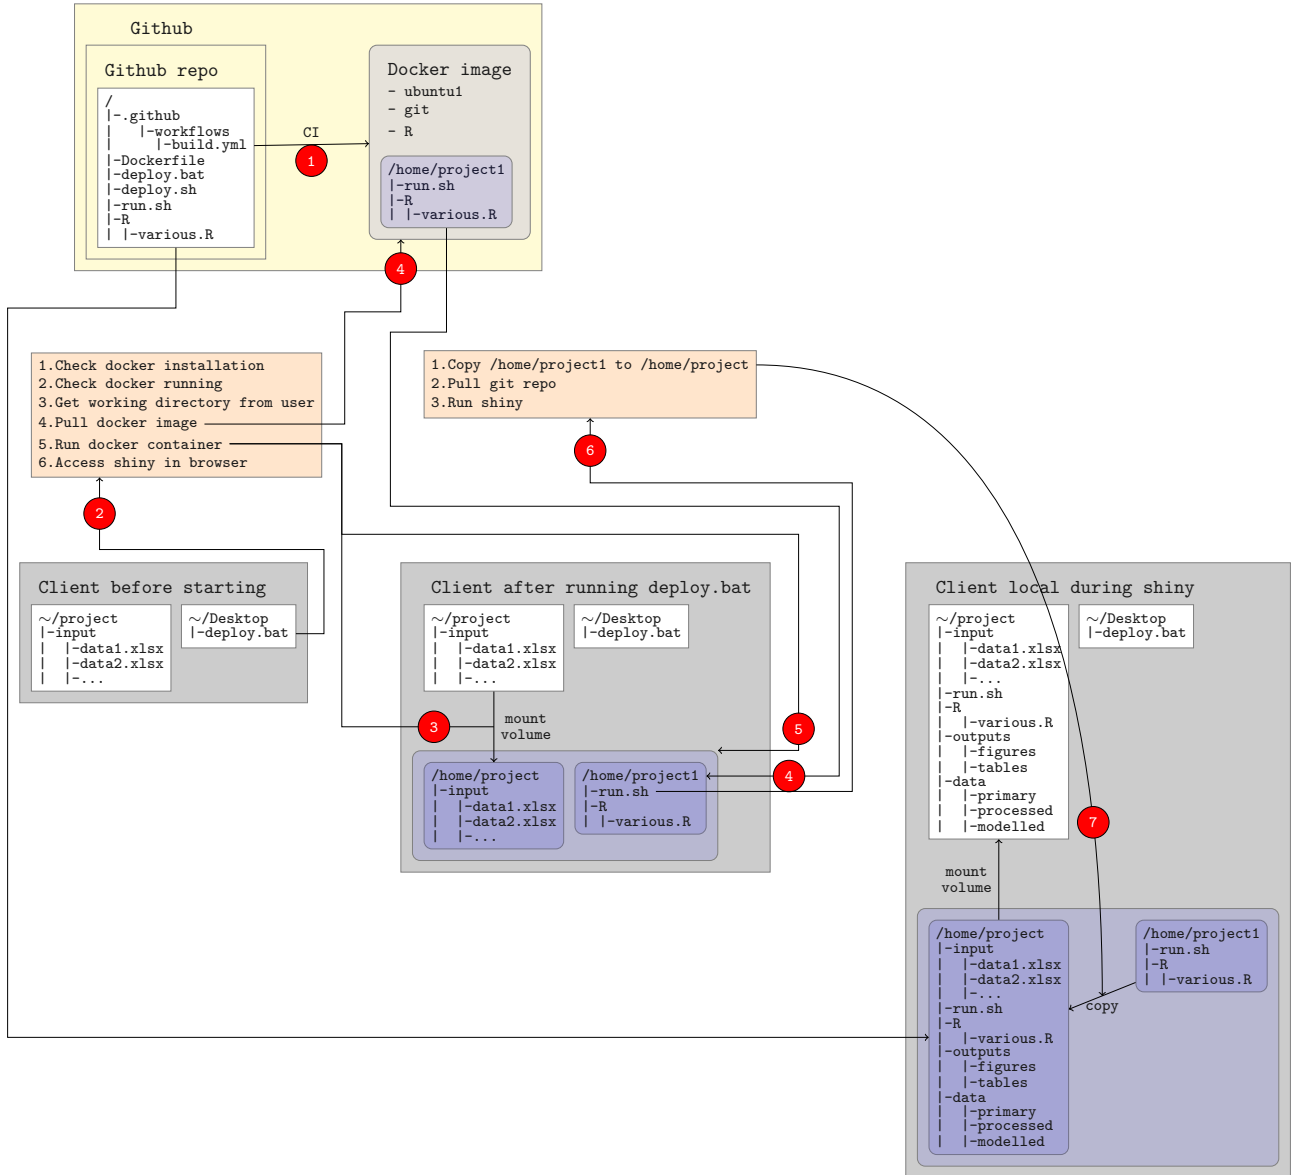 Github
Github repo
/
|-.github
|   |-workflows
|     |-build.yml
|-Dockerfile
|-deploy.bat
|-deploy.sh
|-run.sh
|-R
| |-various.R
CI
1
Docker image
- ubuntu1
- git
- R
/home/project1
|-run.sh
|-R
| |-various.R
4
1.Check docker installation
2.Check docker running
3.Get working directory from user
4.Pull docker image
5.Run docker container
6.Access shiny in browser
1.Copy /home/project1 to /home/project
2.Pull git repo
3.Run shiny
6
2
Client before starting
~/project
|-input
|  |-data1.xlsx
|  |-data2.xlsx
|  |-...
~/Desktop
|-deploy.bat
Client after running deploy.bat
~/project
|-input
|  |-data1.xlsx
|  |-data2.xlsx
|  |-...
~/Desktop
|-deploy.bat
3
mount
volume
5
/home/project
|-input
|  |-data1.xlsx
|  |-data2.xlsx
|  |-...
/home/project1
|-run.sh
|-R
| |-various.R
4
Client local during shiny
~/project
|-input
|  |-data1.xlsx
|  |-data2.xlsx
|  |-...
|-run.sh
|-R
|  |-various.R
|-outputs
|  |-figures
|  |-tables
|-data
|  |-primary
|  |-processed
|  |-modelled
~/Desktop
|-deploy.bat
7
mount
volume
/home/project
|-input
|  |-data1.xlsx
|  |-data2.xlsx
|  |-...
|-run.sh
|-R
|  |-various.R
|-outputs
|  |-figures
|  |-tables
|-data
|  |-primary
|  |-processed
|  |-modelled
/home/project1
|-run.sh
|-R
| |-various.R
copy